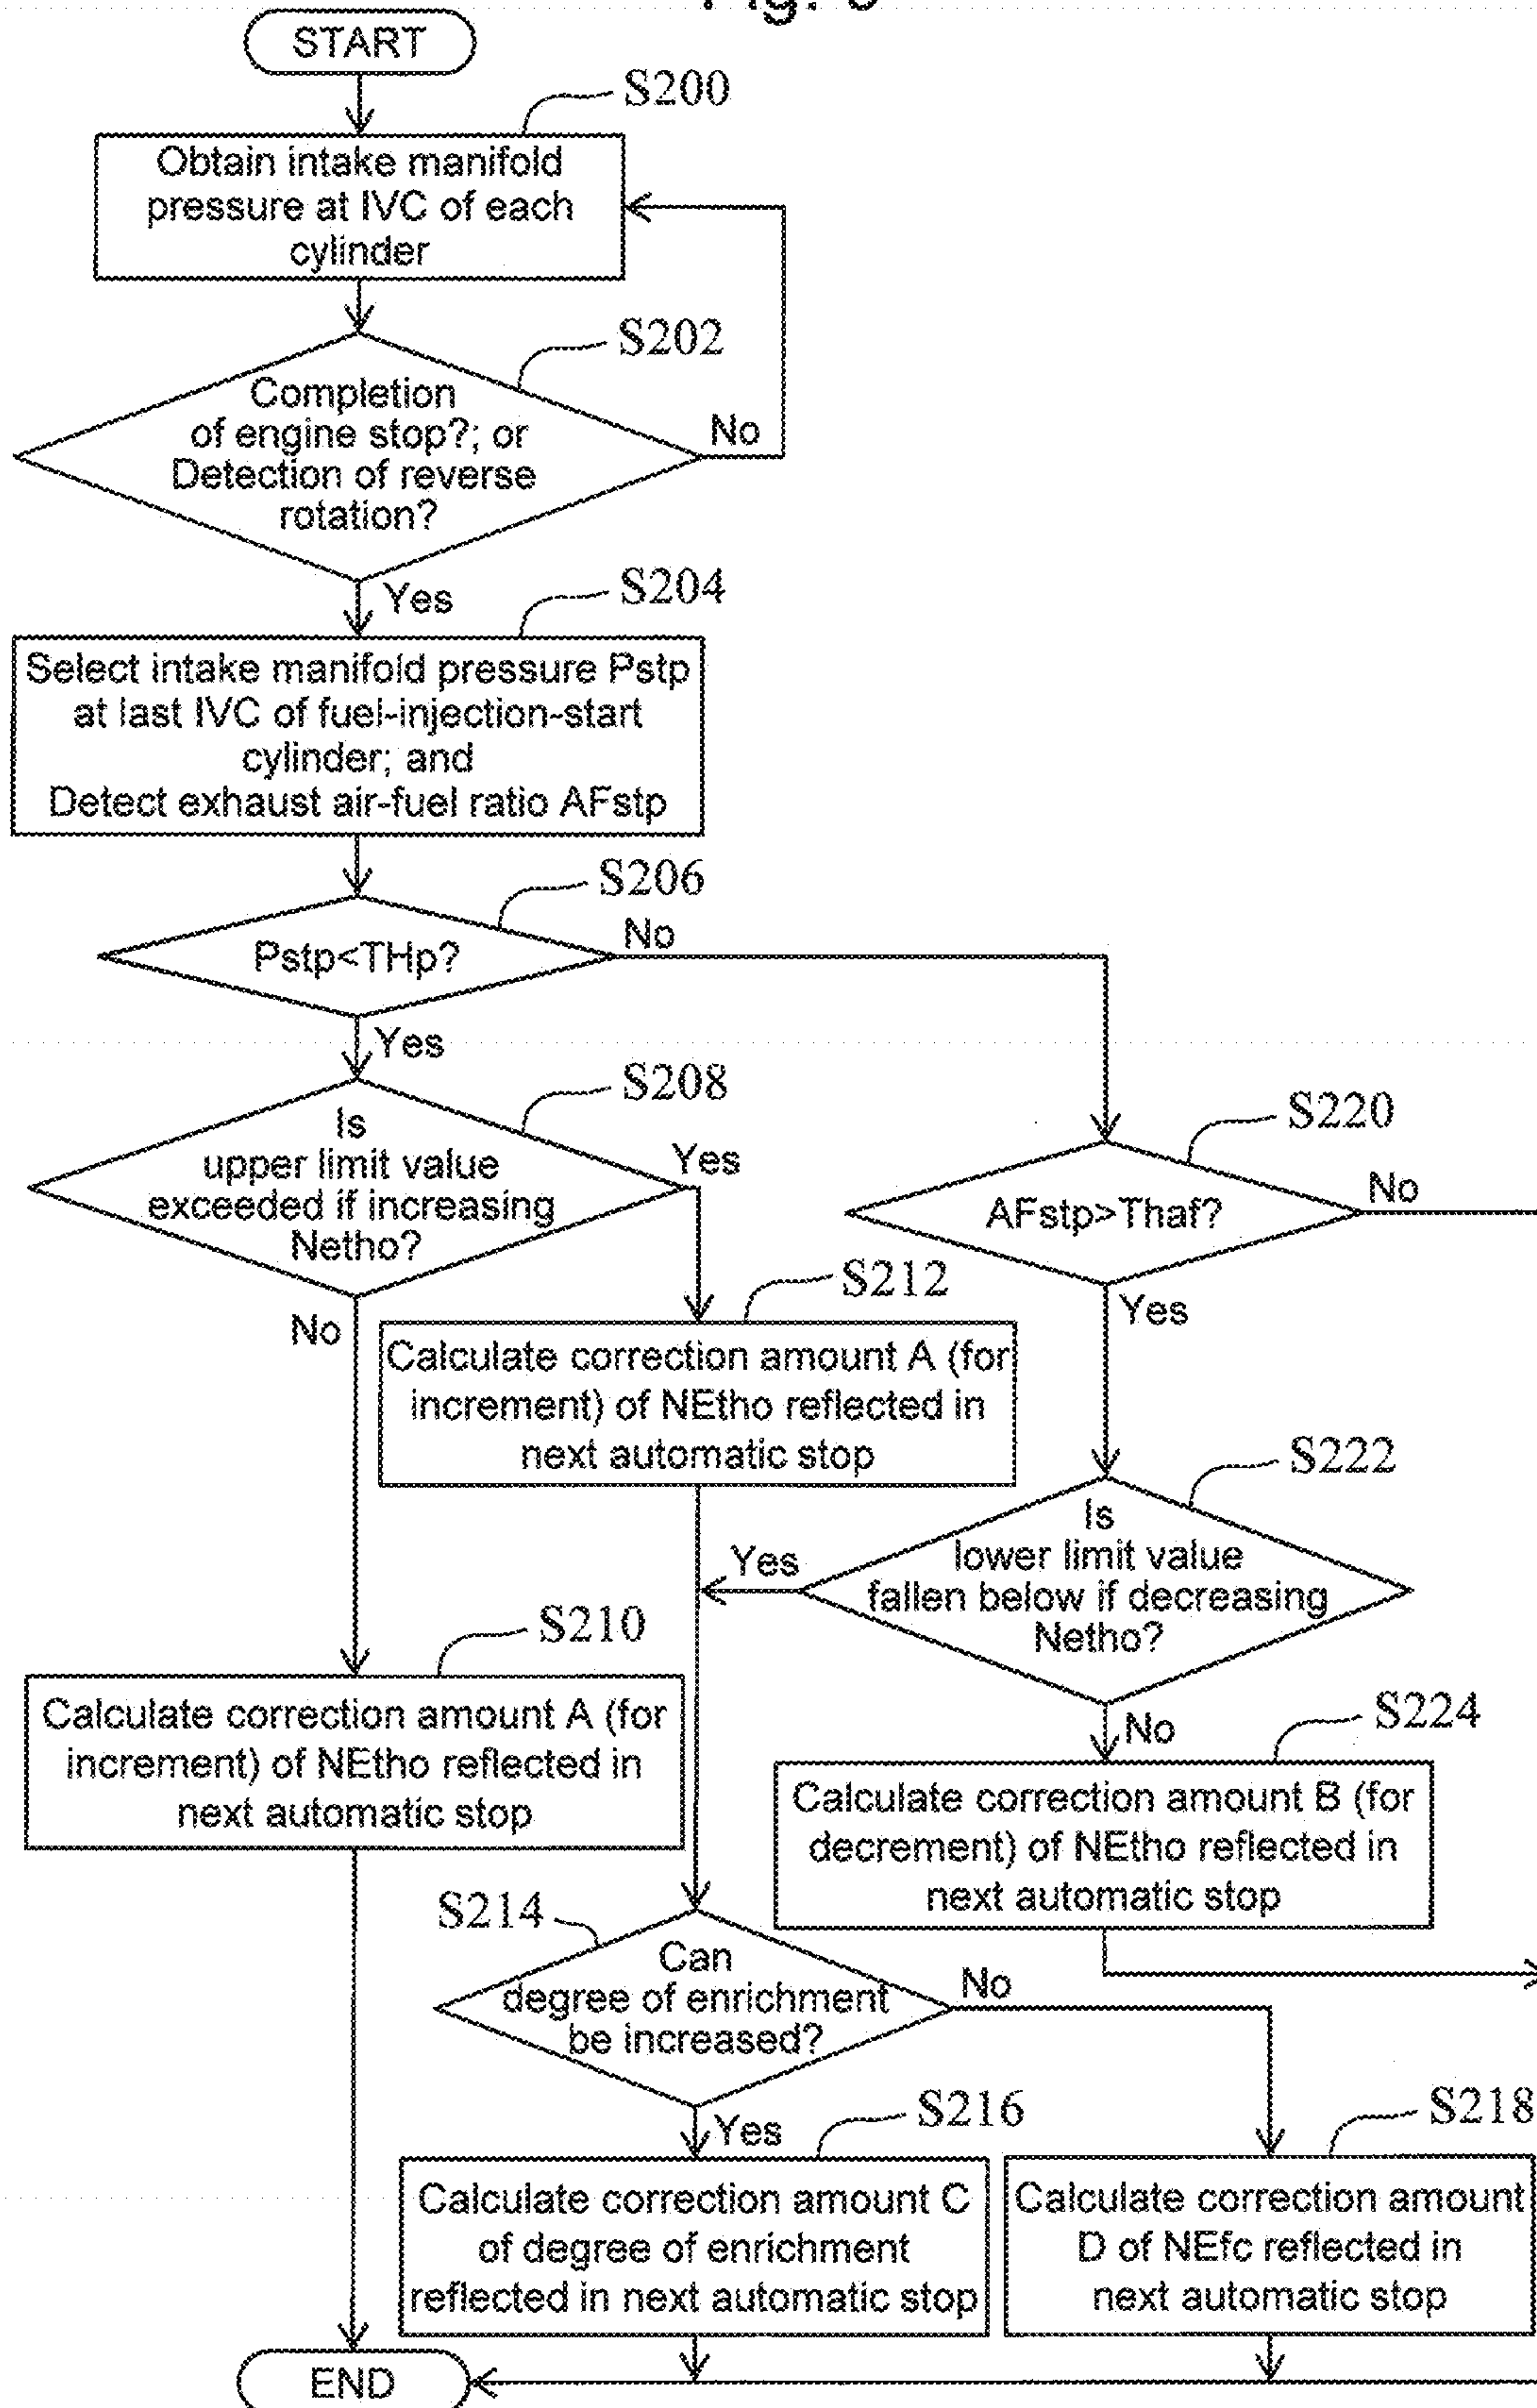 START
S200
Obtain intake manifold
pressure at IVC of each
cylinder
S202
Completion
of engine stop?; or
Detection of reverse
rotation?
No
Yes
S204
Select intake manifold pressure Pstp
at last IVC of fuel-injection-start
cylinder; and
Detect exhaust air-fuel ratio AFstp
S206
Pstp<THp?
No
Yes
S208
Is
upper limit value
exceeded if increasing
Netho?
Yes
No
S220
AFstp>Thaf?
No
Yes
S212
Calculate correction amount A (for
increment) of NEtho reflected in
next automatic stop
S222
Is
lower limit value
fallen below if decreasing
Netho?
Yes
No
S210
Calculate correction amount A (for
increment) of NEtho reflected in
next automatic stop
S224
Calculate correction amount B (for
decrement) of NEtho reflected in
next automatic stop
S214
Can
degree of enrichment
be increased?
No
Yes
S216
Calculate correction amount C
of degree of enrichment
reflected in next automatic stop
S218
Calculate correction amount
D of NEfc reflected in
next automatic stop
END